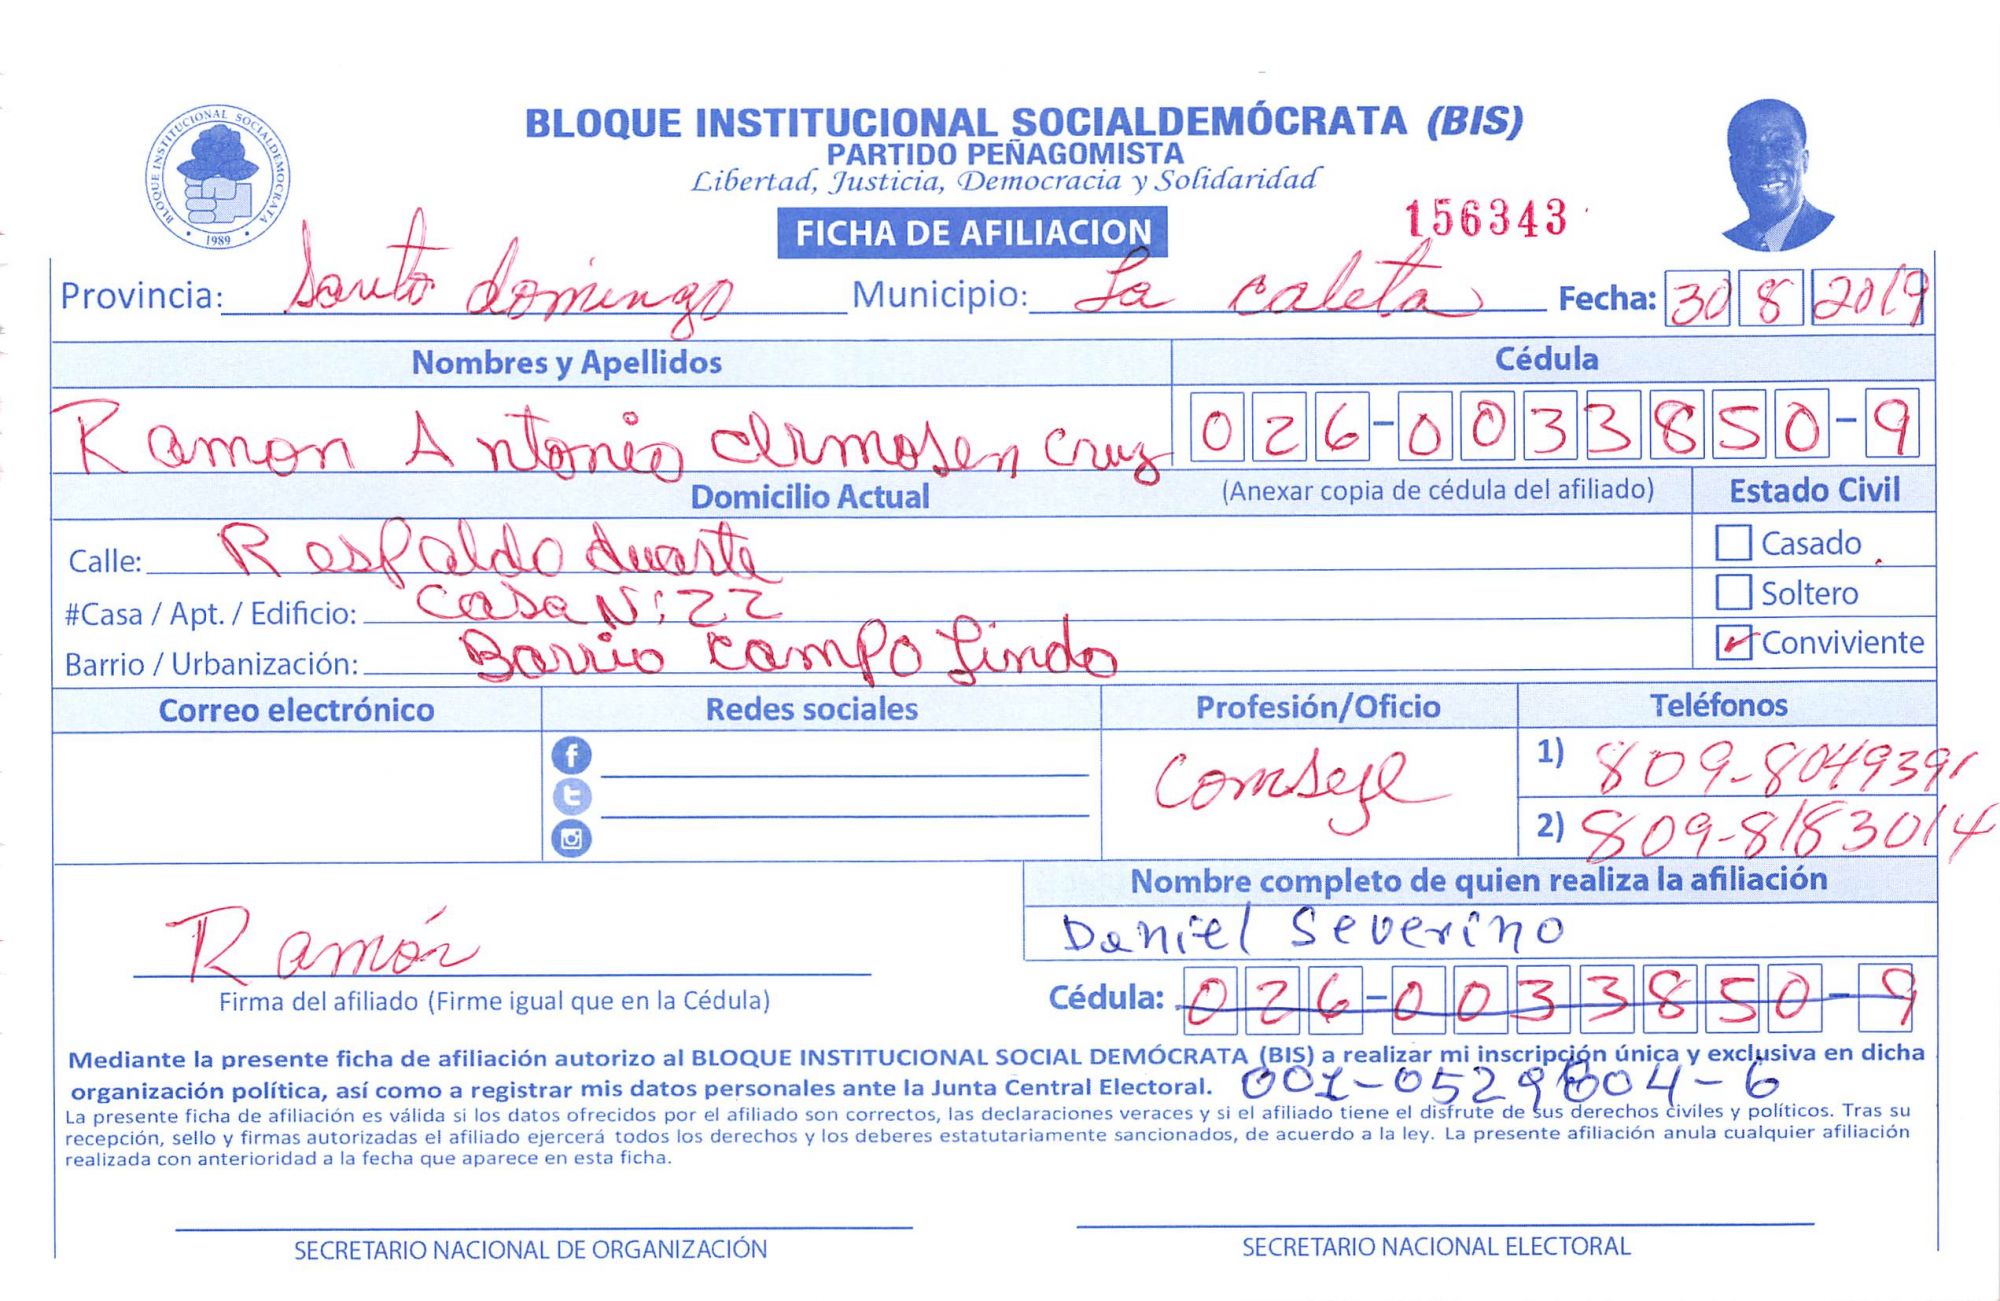 BLOQUE INSTITUCIONAL SOCIALDEMOCRATA
1989
BLOQUE INSTITUCIONAL SOCIALDEMÓCRATA (BIS)
PARTIDO PEÑAGOMISTA
Libertad, Justicia, Democracia y Solidaridad
FICHA DE AFILIACION
156343
Provincia: Santo domingo Municipio: La caleta Fecha: 30 8 2019
Nombres y Apellidos Cédula
Ramon Antonio Cruz 026-0033850-9
Domicilio Actual (Anexar copia de cédula del afiliado) Estado Civil
Calle: Respaldo duarte
Casado
#Casa / Apt. / Edificio: Casa N: 22
Soltero
Barrio / Urbanización: Barrio Campo Lindo
Conviviente
Correo electrónico Redes sociales Profesión/Oficio Teléfonos
1) 809-8049391
2) 809-8183014
Nombre completo de quien realiza la afiliación
Daniel Severino
Ramón
Firma del afiliado (Firme igual que en la Cédula)
Cédula: 026-0033850-9
Mediante la presente ficha de afiliación autorizo al BLOQUE INSTITUCIONAL SOCIAL DEMÓCRATA (BIS) a realizar mi inscripción única y exclusiva en dicha
organización política, así como a registrar mis datos personales ante la Junta Central Electoral. 
La presente ficha de afiliación es válida si los datos ofrecidos por el afiliado son correctos, las declaraciones veraces y si el afiliado tiene el disfrute de sus derechos civiles y políticos. Tras su
recepción, sello y firmas autorizadas el afiliado ejercerá todos los derechos y los deberes estatutariamente sancionados, de acuerdo a la ley. La presente afiliación anula cualquier afiliación
realizada con anterioridad a la fecha que aparece en esta ficha.
SECRETARIO NACIONAL DE ORGANIZACIÓN
SECRETARIO NACIONAL ELECTORAL